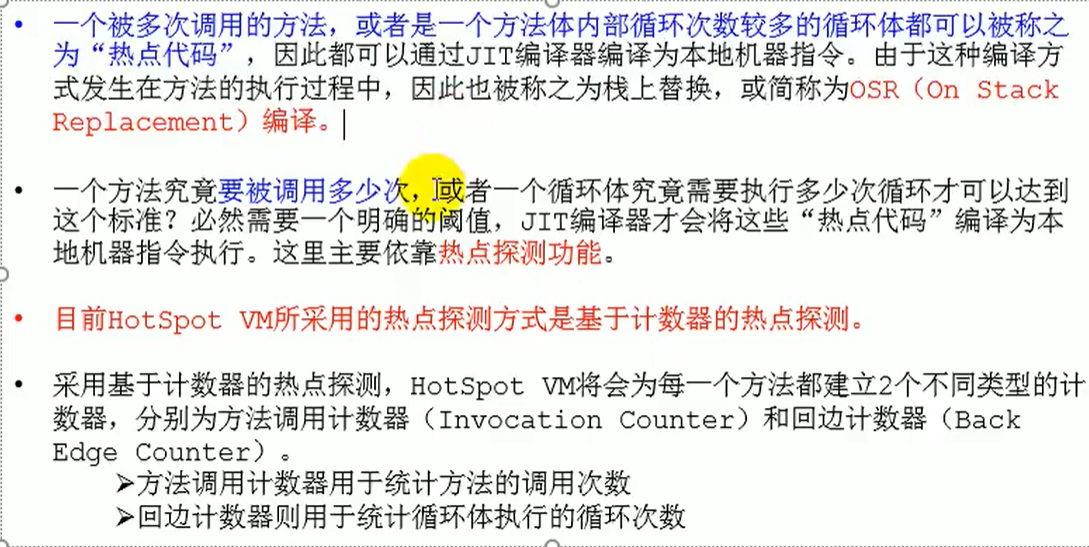 • 一个被多次调用的方法，或者是一个方法体内部循环次数较多的循环体都可以被称之
为“热点代码”，因此都可以通过JIT编译器编译为本地机器指令。由于这种编译方
式发生在方法的执行过程中，因此也被称之为栈上替换，或简称为OSR（On Stack
Replacement）编译。
• 一个方法究竟要被调用多少次，或者一个循环体究竟需要执行多少次循环才可以达到
这个标准？必然需要一个明确的阈值，JIT编译器才会将这些“热点代码”编译为本
地机器指令执行。这里主要依靠热点探测功能。
• 目前HotSpot VM所采用的热点探测方式是基于计数器的热点探测。
• 采用基于计数器的热点探测，HotSpot VM将会为每一个方法都建立2个不同类型的计
数器，分别为方法调用计数器（Invocation Counter）和回边计数器（Back
Edge Counter）。
➢方法调用计数器用于统计方法的调用次数
➢回边计数器则用于统计循环体执行的循环次数